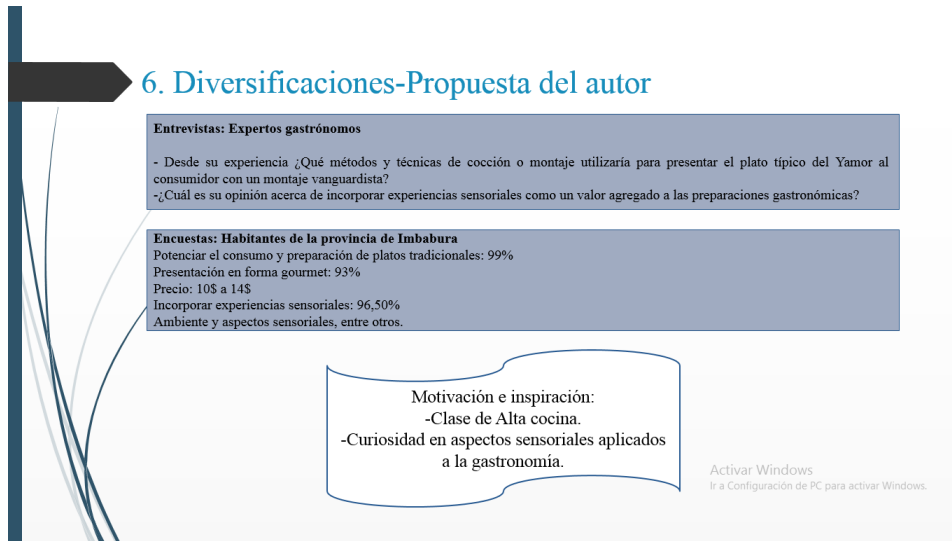 6. Diversificaciones-Propuesta del autor
Entrevistas: Expertos gastrónomos
- Desde su experiencia ¿Qué métodos y técnicas de cocción o montaje utilizaría para presentar el plato típico del Yamor al
consumidor con un montaje vanguardista?
-¿Cuál es su opinión acerca de incorporar experiencias sensoriales como un valor agregado a las preparaciones gastronómicas?
Encuestas: Habitantes de la provincia de Imbabura
Potenciar el consumo y preparación de platos tradicionales: 99%
Presentación en forma gourmet: 93%
Precio: 10$ a 14$
Incorporar experiencias sensoriales: 96,50%
Ambiente y aspectos sensoriales, entre otros.
Motivación e inspiración:
-Clase de Alta cocina.
-Curiosidad en aspectos sensoriales aplicados
a la gastronomía.
Activar Windows
Ir a Configuración de PC para activar Windows.